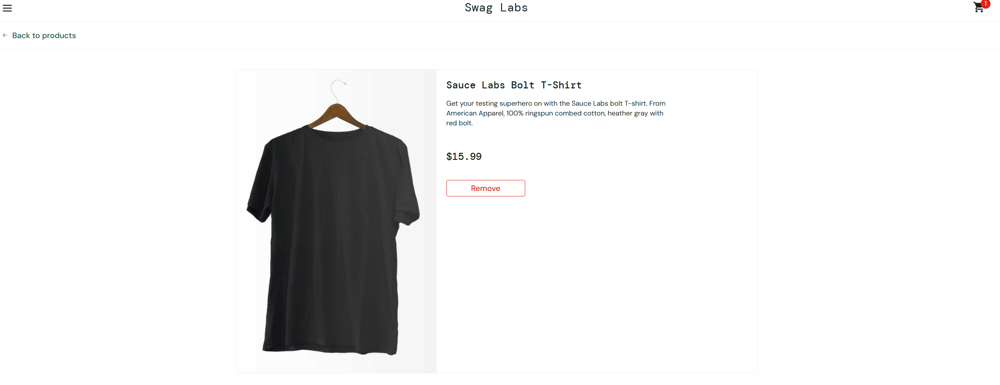 Swag Labs
1
Back to products
Sauce Labs Bolt T-Shirt
Get your testing superhero on with the Sauce Labs bolt T-shirt. From
American Apparel, 100% ringspun combed cotton, heather gray with
red bolt.
$15.99
Remove